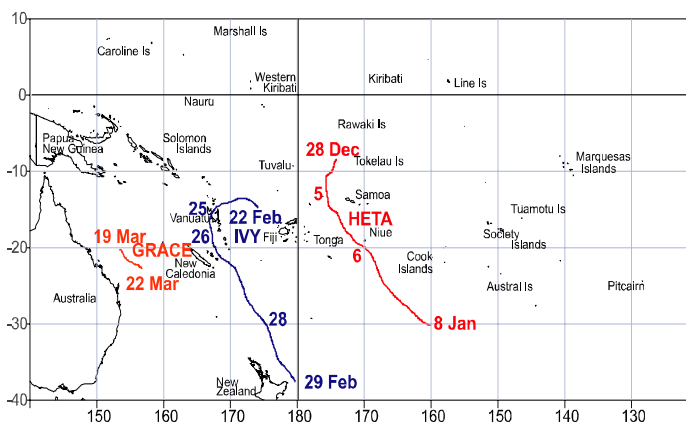 10
Marshall Is
Caroline Is
Western
Kiribati
Kiribati
Line Is
0
Nauru
Rawaki Is
Papua
New Guinea
Solomon
Islands
28 Dec
Tuvalu
Tokelau Is
Marquesas
Islands
-10
5
Samoa
25
22 Feb
HETA
Tuamotu Is
Vanuatu
26
IVY
Fiji
Tonga
Niue
Society
Islands
19 Mar
GRACE
-20
6
Cook
Islands
New
Caledonia
22 Mar
Australia
Austral Is
Pitcairn
28
8 Jan
-30
New
Zealand
29 Feb
-40
150
160
170
180
170
160
150
140
130